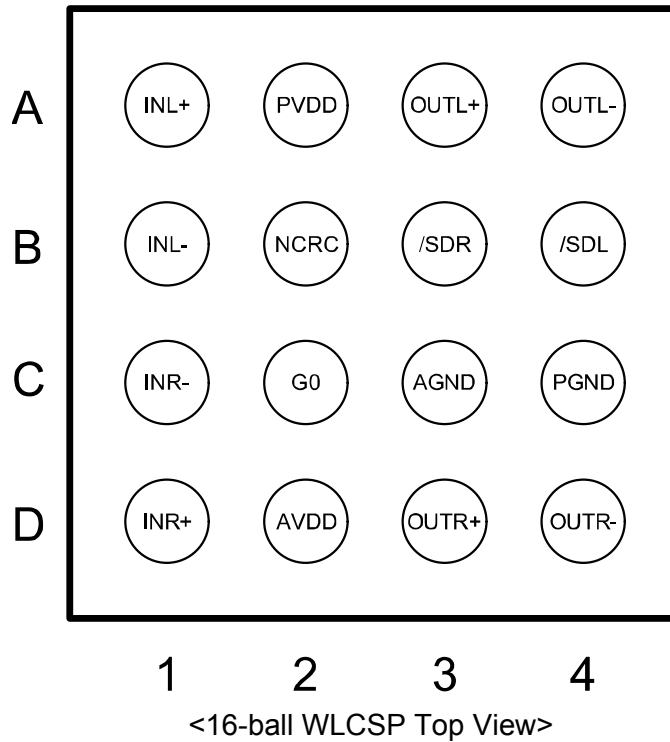 A INL+ PVDD OUTL+ OUTL-
B INL- NCRC /SDR /SDL
C INR- G0 AGND PGND
D INR+ AVDD OUTR+ OUTR-
1 2 3 4
<16-ball WLCSP Top View>